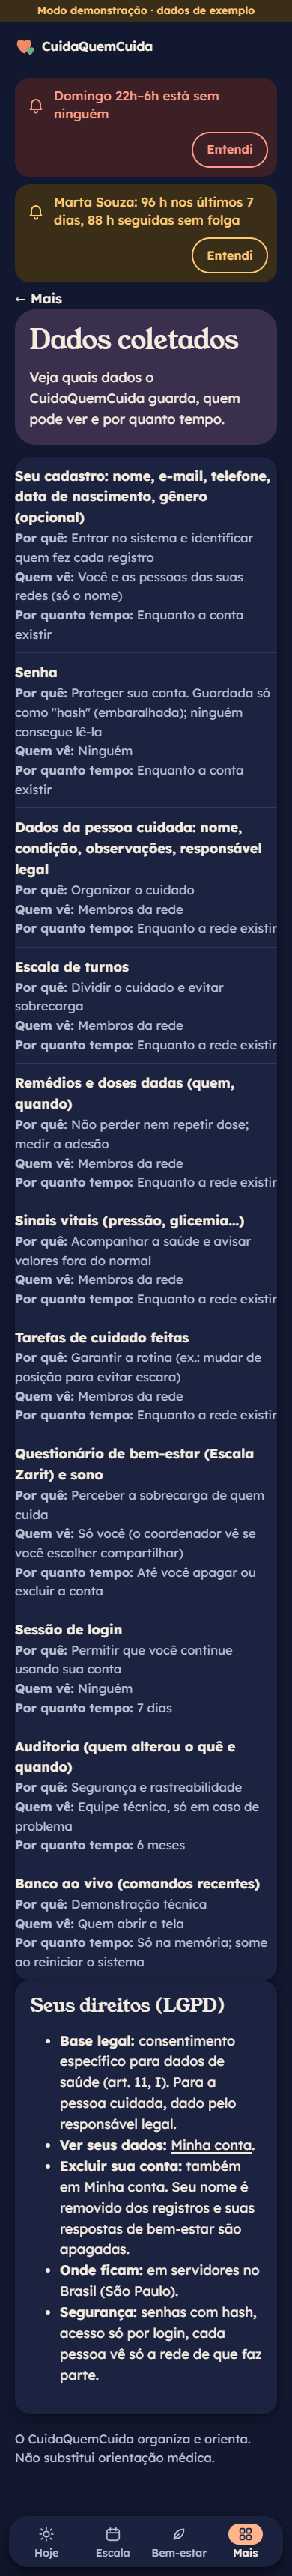 Modo demonstração · dados de exemplo
CuidaQuemCuida
Domingo 22h–6h está sem
ninguém
Entendi
Marta Souza: 96 h nos últimos 7
dias, 88 h seguidas sem folga
Entendi
← Mais
Dados coletados
Veja quais dados o
CuidaQuemCuida guarda, quem
pode ver e por quanto tempo.
Seu cadastro: nome, e-mail, telefone,
data de nascimento, gênero
(opcional)
Por quê: Entrar no sistema e identificar
quem fez cada registro
Quem vê: Você e as pessoas das suas
redes (só o nome)
Por quanto tempo: Enquanto a conta
existir
Senha
Por quê: Proteger sua conta. Guardada só
como "hash" (embaralhada); ninguém
consegue lê-la
Quem vê: Ninguém
Por quanto tempo: Enquanto a conta
existir
Dados da pessoa cuidada: nome,
condição, observações, responsável
legal
Por quê: Organizar o cuidado
Quem vê: Membros da rede
Por quanto tempo: Enquanto a rede existir
Escala de turnos
Por quê: Dividir o cuidado e evitar
sobrecarga
Quem vê: Membros da rede
Por quanto tempo: Enquanto a rede existir
Remédios e doses dadas (quem,
quando)
Por quê: Não perder nem repetir dose;
medir a adesão
Quem vê: Membros da rede
Por quanto tempo: Enquanto a rede existir
Sinais vitais (pressão, glicemia...)
Por quê: Acompanhar a saúde e avisar
valores fora do normal
Quem vê: Membros da rede
Por quanto tempo: Enquanto a rede existir
Tarefas de cuidado feitas
Por quê: Garantir a rotina (ex.: mudar de
posição para evitar escara)
Quem vê: Membros da rede
Por quanto tempo: Enquanto a rede existir
Questionário de bem-estar (Escala
Zarit) e sono
Por quê: Perceber a sobrecarga de quem
cuida
Quem vê: Só você (o coordenador vê se
você escolher compartilhar)
Por quanto tempo: Até você apagar ou
excluir a conta
Sessão de login
Por quê: Permitir que você continue
usando sua conta
Quem vê: Ninguém
Por quanto tempo: 7 dias
Auditoria (quem alterou o quê e
quando)
Por quê: Segurança e rastreabilidade
Quem vê: Equipe técnica, só em caso de
problema
Por quanto tempo: 6 meses
Banco ao vivo (comandos recentes)
Por quê: Demonstração técnica
Quem vê: Quem abrir a tela
Por quanto tempo: Só na memória; some
ao reiniciar o sistema
Seus direitos (LGPD)
• Base legal: consentimento
específico para dados de
saúde (art. 11, I). Para a
pessoa cuidada, dado pelo
responsável legal.
• Ver seus dados: Minha conta.
• Excluir sua conta: também
em Minha conta. Seu nome é
removido dos registros e suas
respostas de bem-estar são
apagadas.
• Onde ficam: em servidores no
Brasil (São Paulo).
• Segurança: senhas com hash,
acesso só por login, cada
pessoa vê só a rede de que faz
parte.
O CuidaQuemCuida organiza e orienta.
Não substitui orientação médica.
Hoje
Escala
Bem-estar
Mais